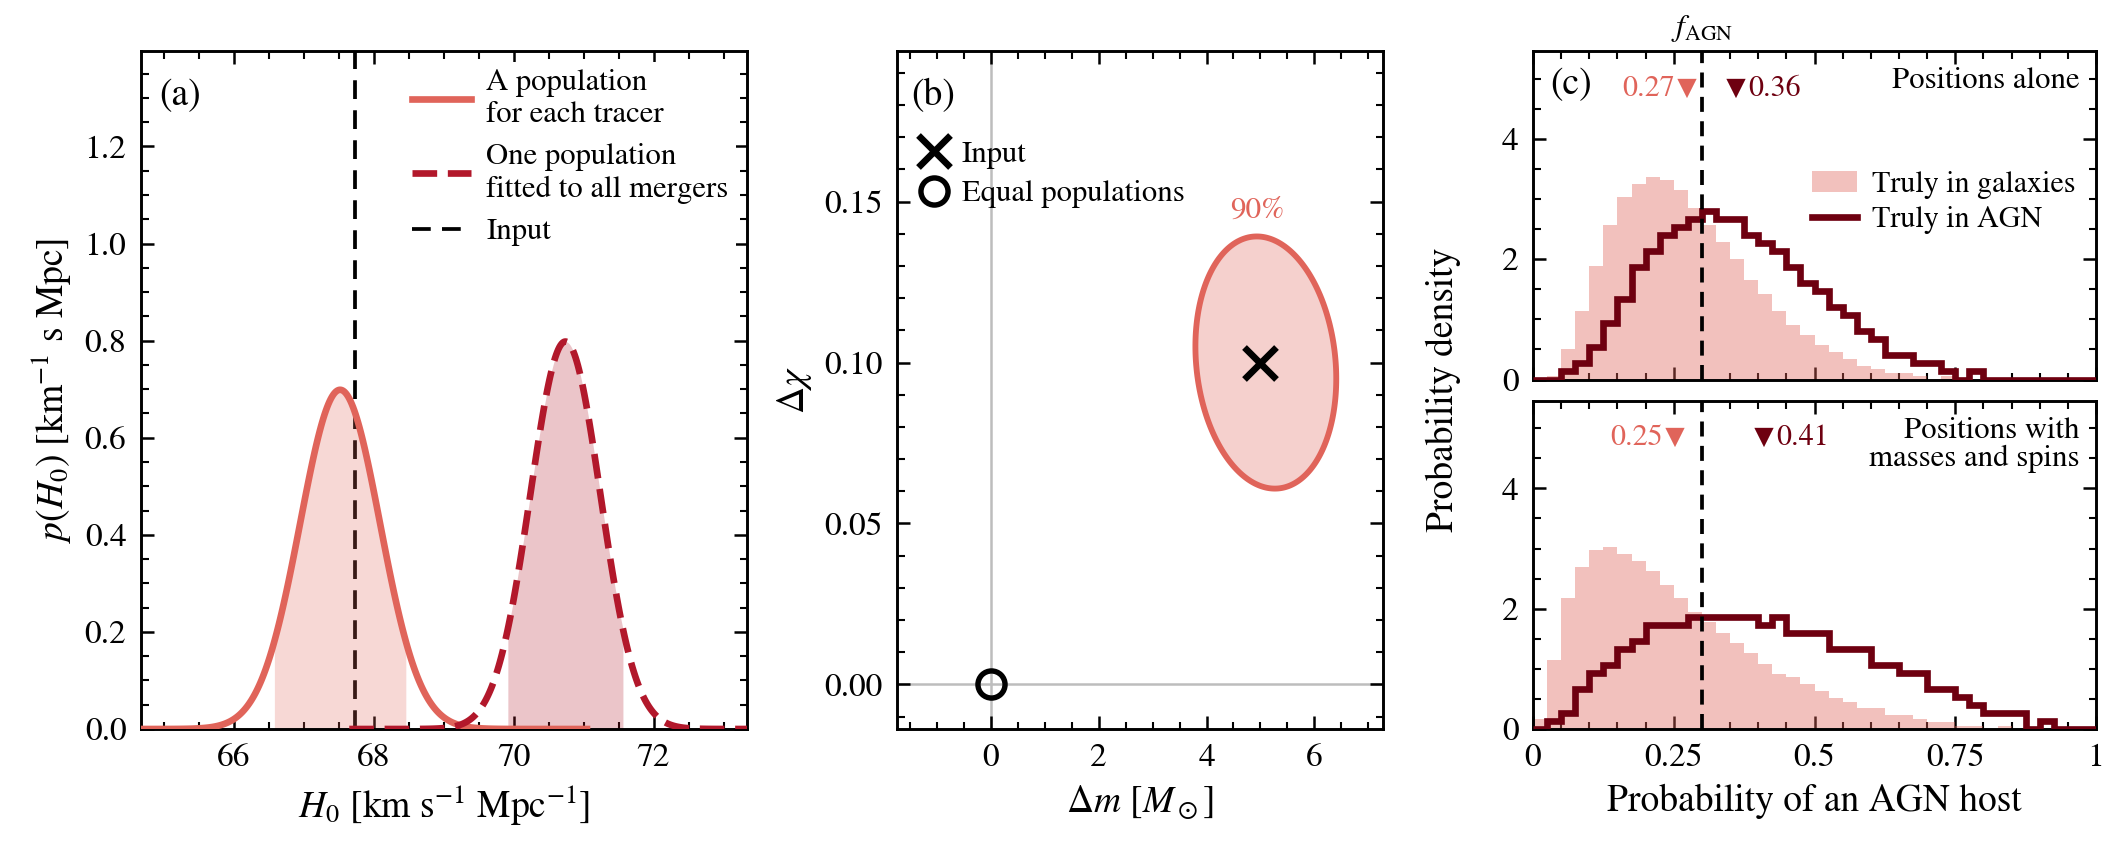 (a)
A population
for each tracer
One population
fitted to all mergers
Input
p(H₀) [km⁻¹ s Mpc]
0.0
0.2
0.4
0.6
0.8
1.0
1.2
66
68
70
72
H₀ [km s⁻¹ Mpc⁻¹]
(b)
Input
Equal populations
90%
Δχ
0.00
0.05
0.10
0.15
0
2
4
6
Δm [M⊙]
f_AGN
(c)
0.27
0.36
Positions alone
Truly in galaxies
Truly in AGN
Probability density
0
2
4
0.25
0.41
Positions with
masses and spins
0
2
4
0
0.25
0.5
0.75
1
Probability of an AGN host